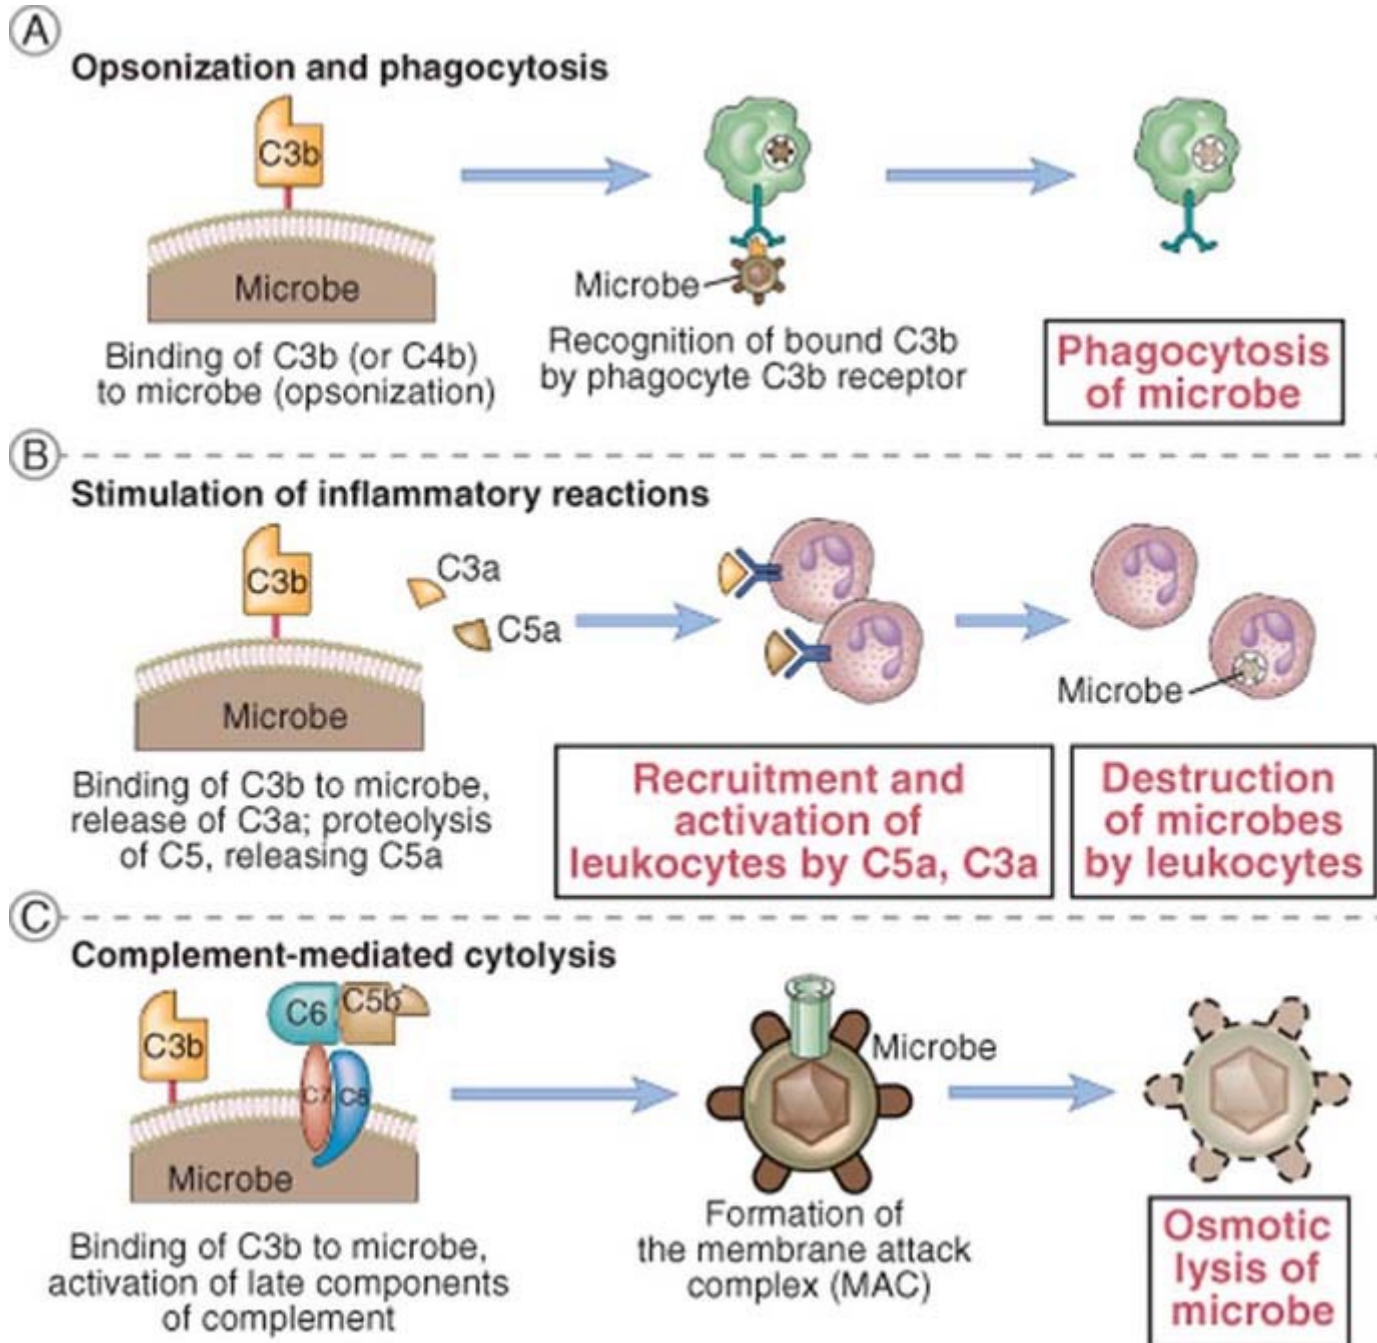 A
Opsonization and phagocytosis
C3b
Microbe
Binding of C3b (or C4b)
to microbe (opsonization)
Microbe
Recognition of bound C3b
by phagocyte C3b receptor
Phagocytosis
of microbe
B
Stimulation of inflammatory reactions
C3b
C3a
C5a
Microbe
Binding of C3b to microbe,
release of C3a; proteolysis
of C5, releasing C5a
Recruitment and
activation of
leukocytes by C5a, C3a
Microbe
Destruction
of microbes
by leukocytes
C
Complement-mediated cytolysis
C3b
C6
C5b
C7
C8
Microbe
Binding of C3b to microbe,
activation of late components
of complement
Microbe
Formation of
the membrane attack
complex (MAC)
Osmotic
lysis of
microbe